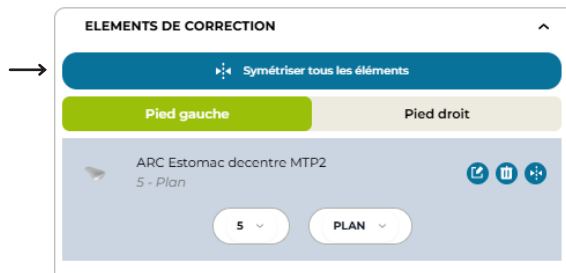 ELEMENTS DE CORRECTION
Symétriser tous les éléments
Pied gauche
Pied droit
ARC Estomac decentre MTP2
5 - Plan
5
PLAN